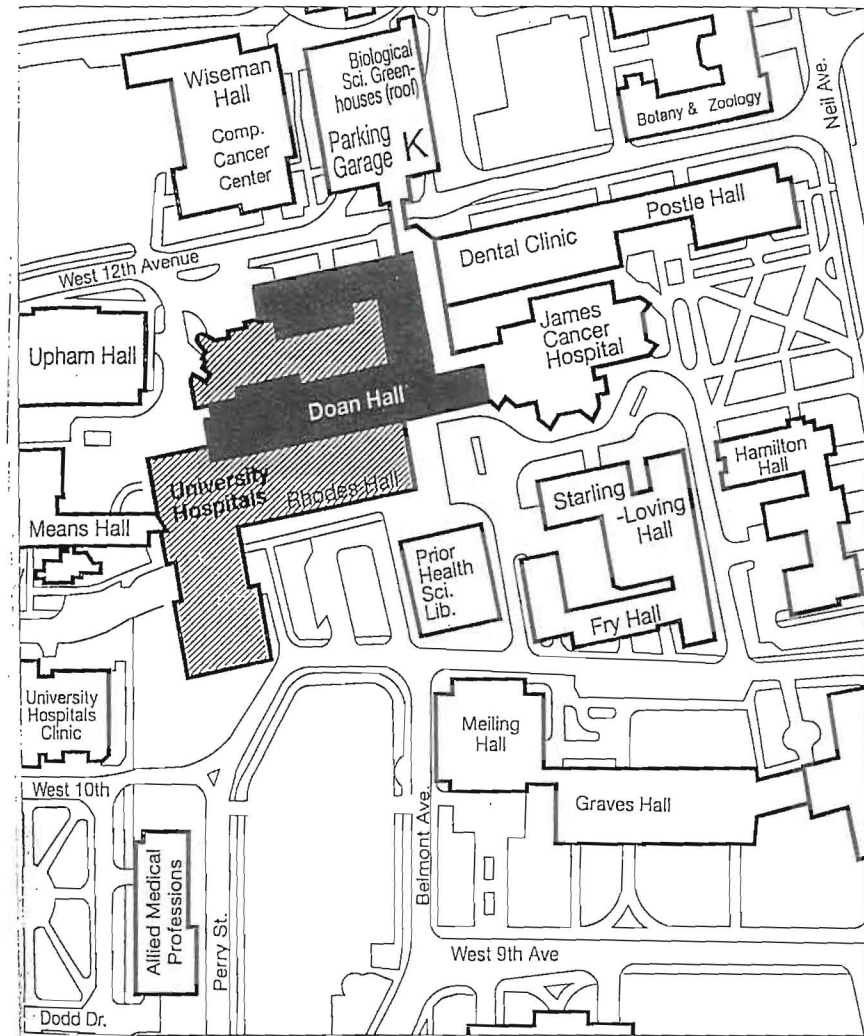 Wiseman
Hall
Comp.
Cancer
Center
Biological
Sci. Green-
houses (roof)
Parking
Garage K
Botany & Zoology
Neil Ave.
Postle Hall
Dental Clinic
West 12th Avenue
Upham Hall
James
Cancer
Hospital
Doan Hall
Hamilton
Hall
University
Hospitals
Rhodes Hall
Starling
-Loving
Hall
Means Hall
Prior
Health
Sci.
Lib.
Fry Hall
University
Hospitals
Clinic
Meiling
Hall
West 10th
Graves Hall
Belmont Ave.
Allied Medical
Professions
Perry St.
West 9th Ave
Dodd Dr.